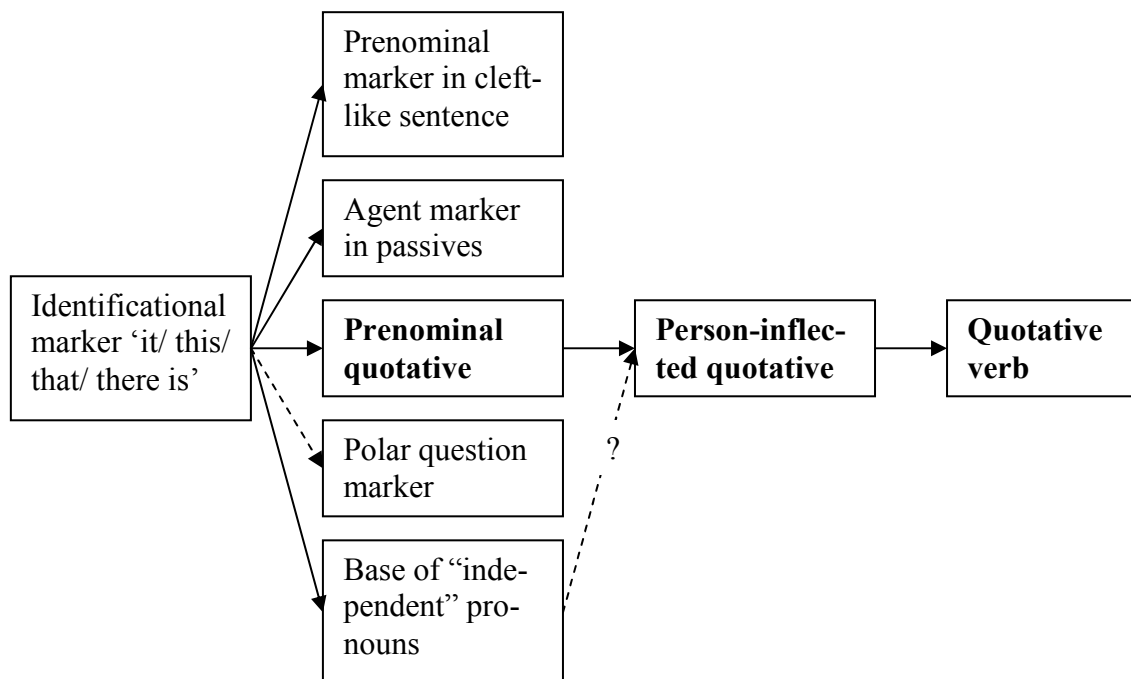 Prenominal
marker in cleft-
like sentence
Agent marker
in passives
Identificational
marker ‘it/ this/
that/ there is’
Prenominal
quotative
Person-inflec-
ted quotative
Quotative
verb
Polar question
marker
?
Base of “inde-
pendent” pro-
nouns